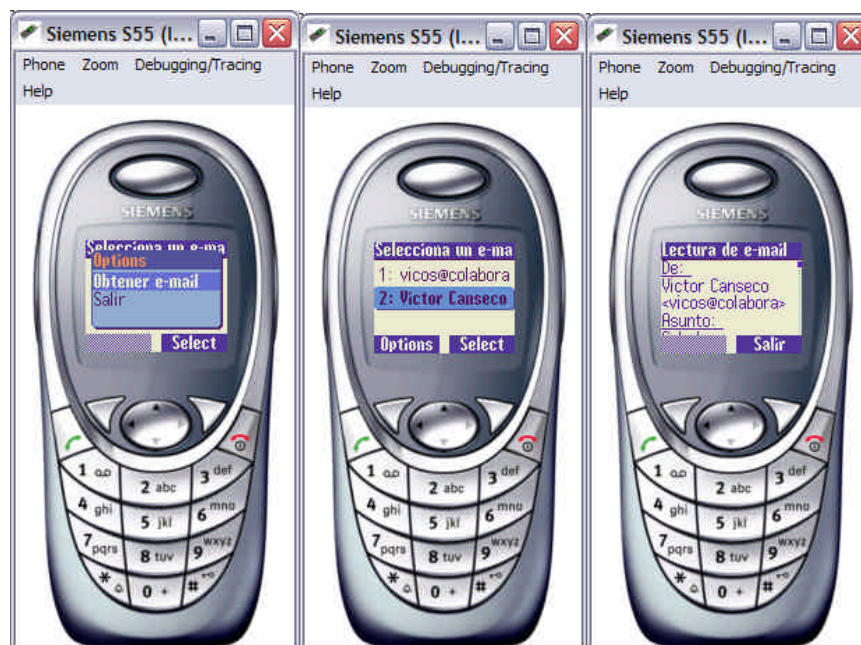 Siemens S55 (I...
Phone Zoom Debugging/Tracing
Help
SIEMENS
Selecciona un e-ma
Options
Obtener e-mail
Salir
Select
1
2 abc
3 def
4 ghi
5 jkl
6 mno
7 pqrs
8 tuv
9 wxyz
*
0 +
#
Siemens S55 (I...
Phone Zoom Debugging/Tracing
Help
SIEMENS
Selecciona un e-ma
1: vicos@colabora
2: Victor Canseco
Options Select
1
2 abc
3 def
4 ghi
5 jkl
6 mno
7 pqrs
8 tuv
9 wxyz
*
0 +
#
Siemens S55 (I...
Phone Zoom Debugging/Tracing
Help
SIEMENS
Lectura de e-mail
De:
Victor Canseco
<vicos@colabora>
Asunto:
Salir
1
2 abc
3 def
4 ghi
5 jkl
6 mno
7 pqrs
8 tuv
9 wxyz
*
0 +
#